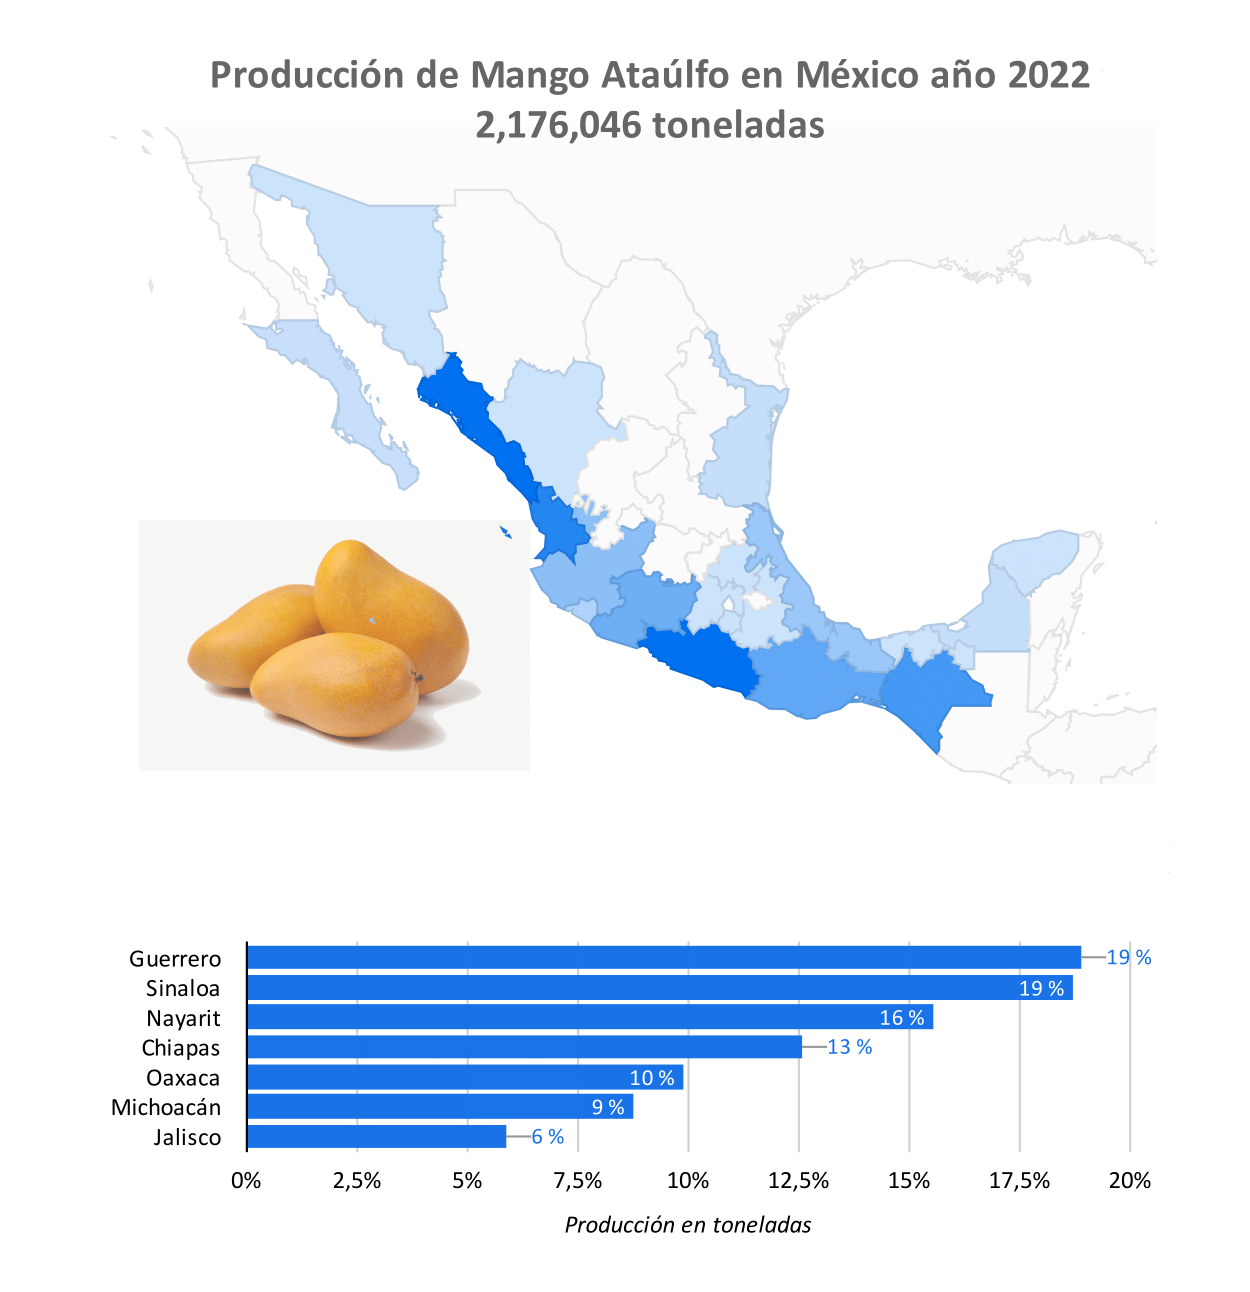 Producción de Mango Ataúlfo en México año 2022
2,176,046 toneladas
Guerrero 19 %
Sinaloa 19 %
Nayarit 16 %
Chiapas 13 %
Oaxaca 10 %
Michoacán 9 %
Jalisco 6 %
0% 2,5% 5% 7,5% 10% 12,5% 15% 17,5% 20%
Producción en toneladas